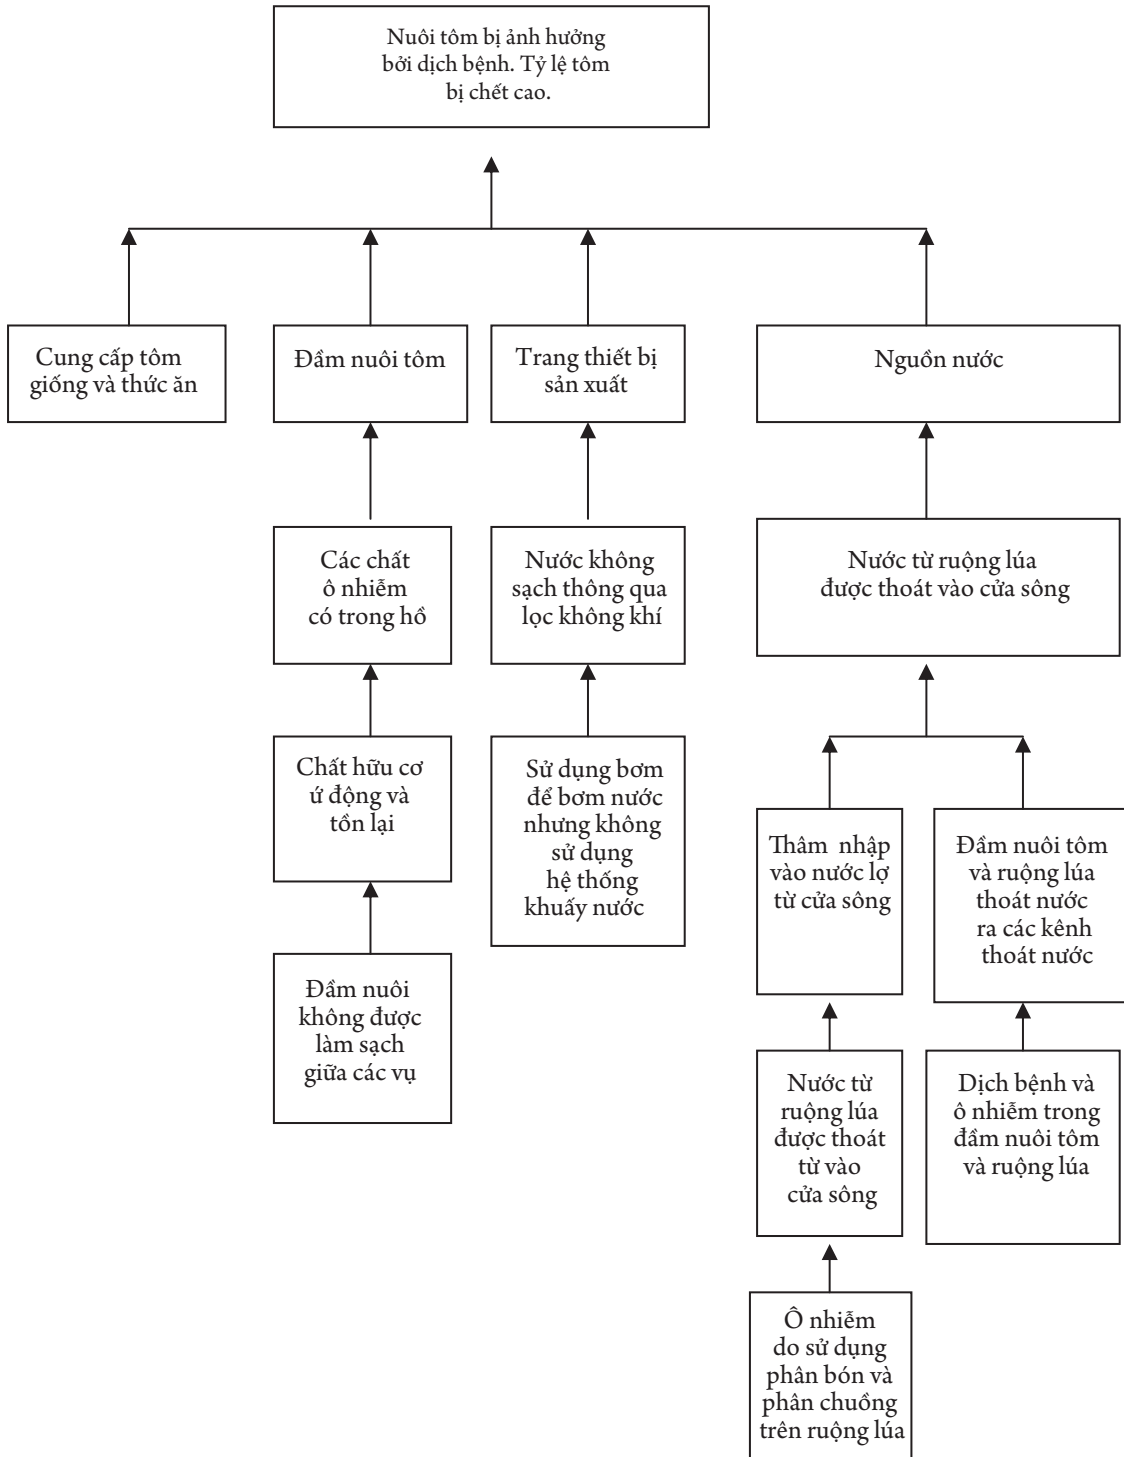 Nuôi tôm bị ảnh hưởng
bởi dịch bệnh. Tỷ lệ tôm
bị chết cao.
Cung cấp tôm
giống và thức ăn
Đầm nuôi tôm
Trang thiết bị
sản xuất
Nguồn nước
Các chất
ô nhiễm
có trong hồ
Nước không
sạch thông qua
lọc không khí
Nước từ ruộng lúa
được thoát vào cửa sông
Chất hữu cơ
ứ động và
tồn lại
Sử dụng bơm
để bơm nước
nhưng không
sử dụng
hệ thống
khuấy nước
Thâm nhập
vào nước lợ
từ cửa sông
Đầm nuôi tôm
và ruộng lúa
thoát nước
ra các kênh
thoát nước
Đầm nuôi
không được
làm sạch
giữa các vụ
Nước từ
ruộng lúa
được thoát
từ vào
cửa sông
Dịch bệnh và
ô nhiễm trong
đầm nuôi tôm
và ruộng lúa
Ô nhiễm
do sử dụng
phân bón và
phân chuồng
trên ruộng lúa